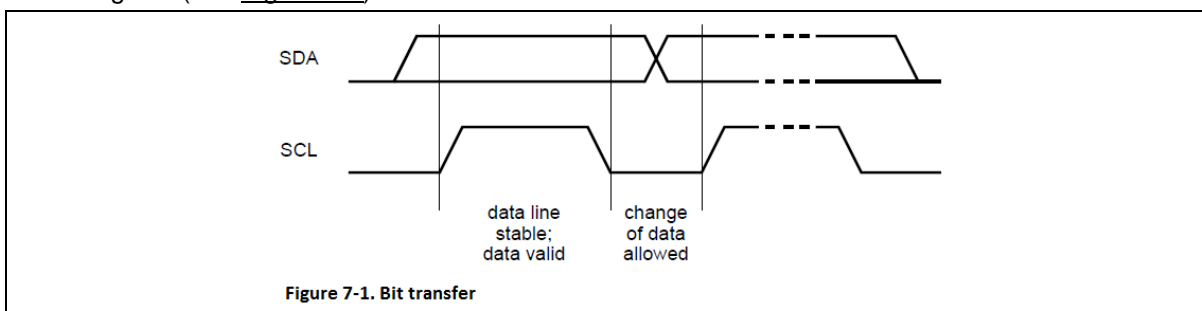 SDA
SCL
data line
stable;
data valid
change
of data
allowed
Figure 7-1. Bit transfer